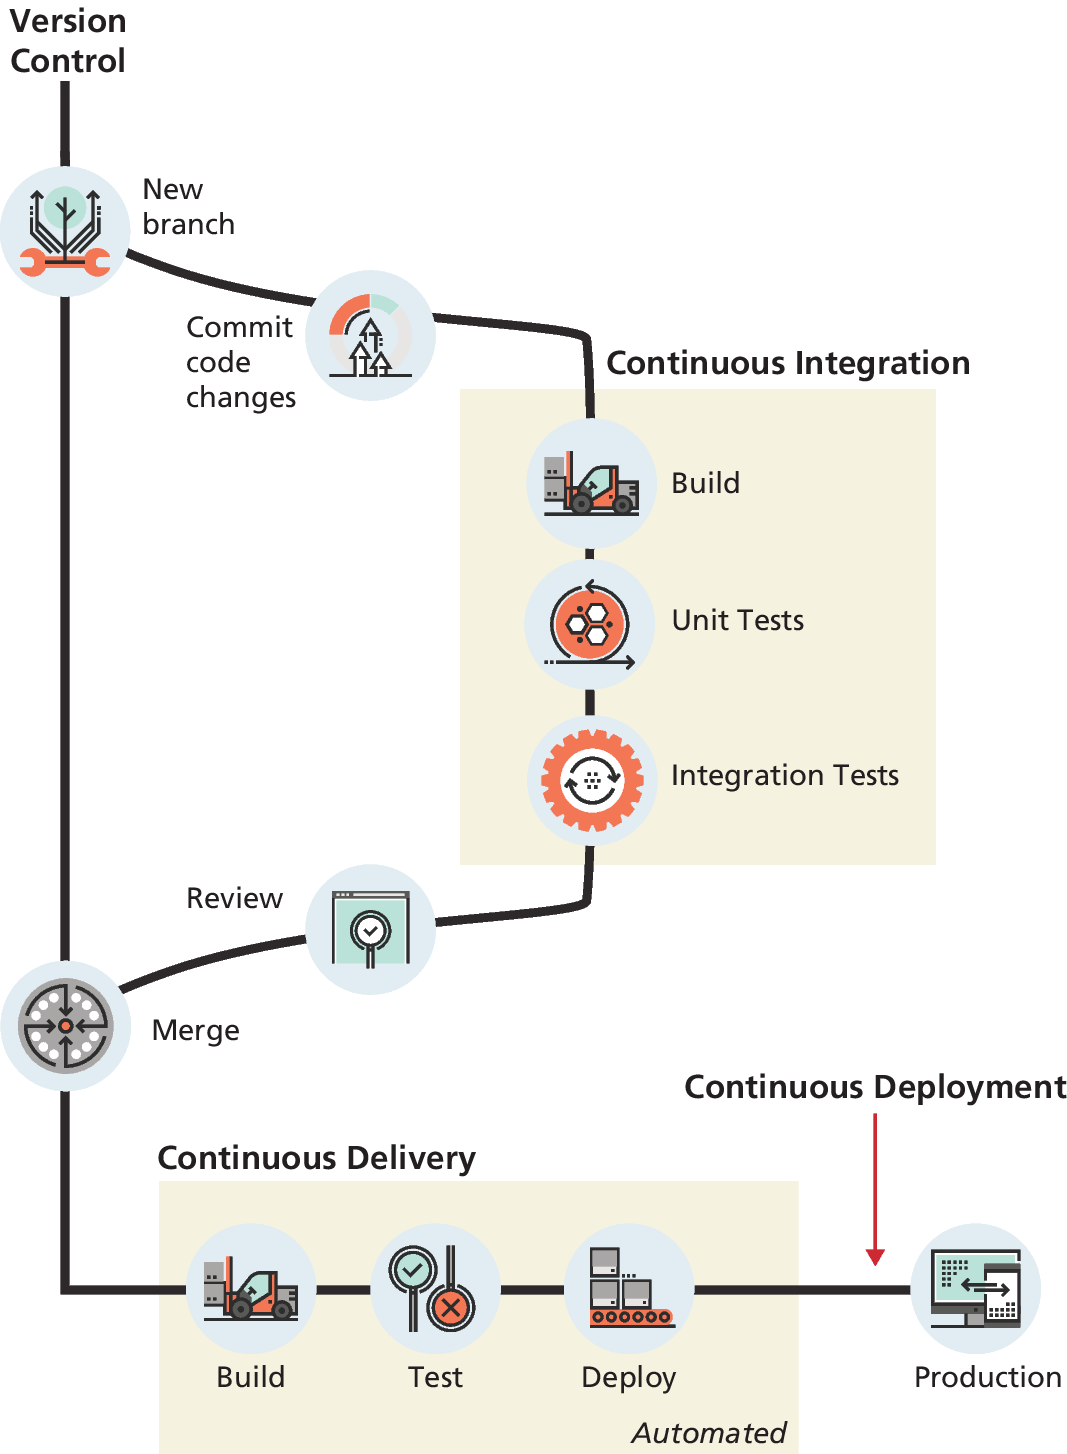 Version
Control
New
branch
Commit
code
changes
Continuous Integration
Build
Unit Tests
Integration Tests
Review
Merge
Continuous Deployment
Continuous Delivery
Build
Test
Deploy
Production
Automated